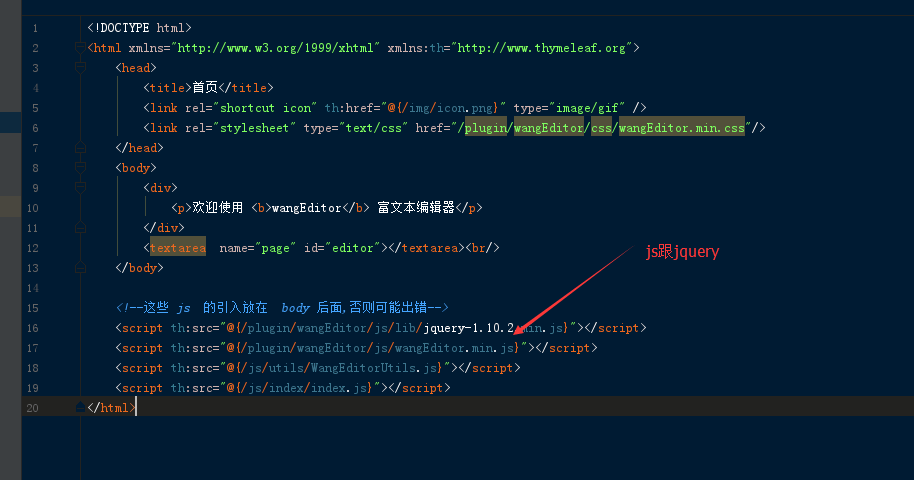 1 <!DOCTYPE html>
2 <html xmlns="http://www.w3.org/1999/xhtml" xmlns:th="http://www.thymeleaf.org">
3 <head>
4 <title>首页</title>
5 <link rel="shortcut icon" th:href="@{/img/icon.png}" type="image/gif" />
6 <link rel="stylesheet" type="text/css" href="/plugin/wangEditor/css/wangEditor.min.css"/>
7 </head>
8 <body>
9 <div>
10 <p>欢迎使用 <b>wangEditor</b> 富文本编辑器</p>
11 </div>
12 <textarea name="page" id="editor"></textarea><br/>
js跟jquery
13 </body>
14
15 <!--这些 js 的引入放在 body 后面,否则可能出错-->
16 <script th:src="@{/plugin/wangEditor/js/lib/jquery-1.10.2.min.js}"></script>
17 <script th:src="@{/plugin/wangEditor/js/wangEditor.min.js}"></script>
18 <script th:src="@{/js/utils/WangEditorUtils.js}"></script>
19 <script th:src="@{/js/index/index.js}"></script>
20 </html>